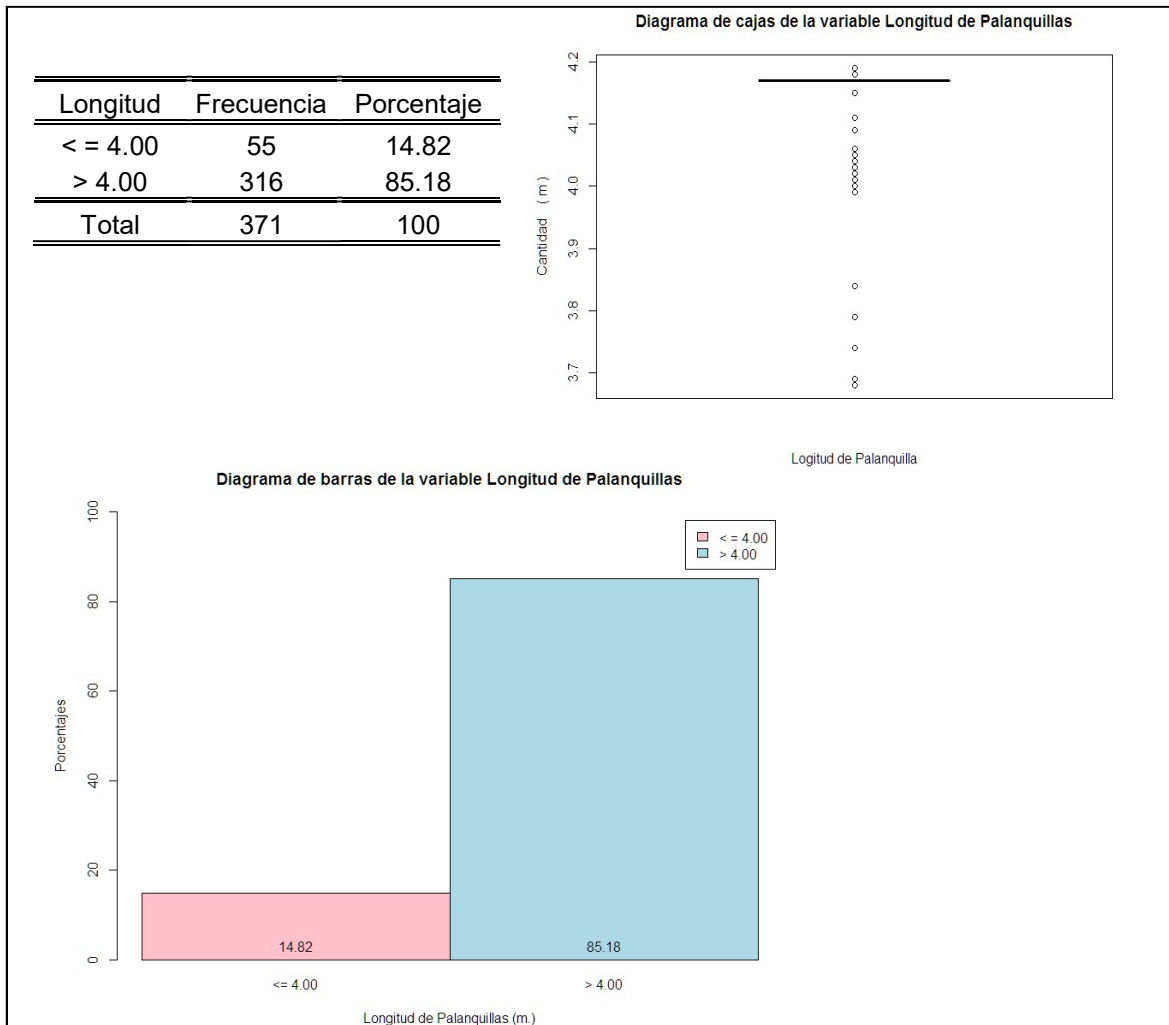 Longitud Frecuencia Porcentaje
< = 4.00 55 14.82
> 4.00 316 85.18
Total 371 100
Diagrama de cajas de la variable Longitud de Palanquillas
4.2
4.1
4.0
3.9
3.8
3.7
Cantidad ( m )
Logitud de Palanquilla
Diagrama de barras de la variable Longitud de Palanquillas
100
80
60
40
20
0
Porcentajes
< = 4.00
> 4.00
14.82 85.18
<= 4.00 > 4.00
Longitud de Palanquillas (m.)